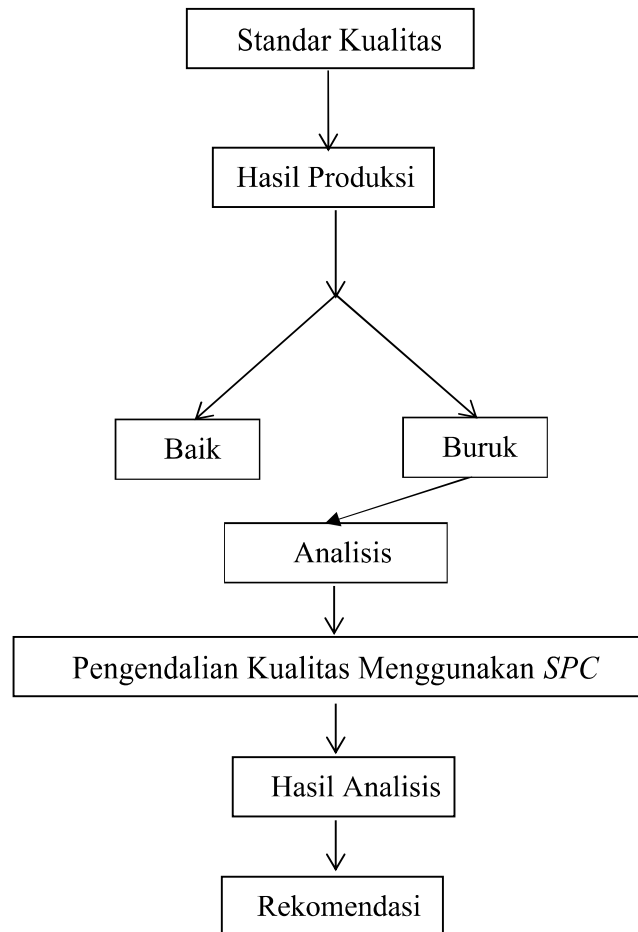 Standar Kualitas
Hasil Produksi
Baik
Buruk
Analisis
Pengendalian Kualitas Menggunakan SPC
Hasil Analisis
Rekomendasi